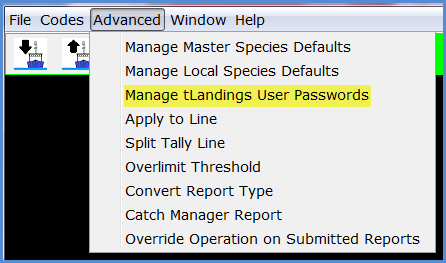 File Codes Advanced Window Help
Manage Master Species Defaults
Manage Local Species Defaults
Manage tLandings User Passwords
Apply to Line
Split Tally Line
Overlimit Threshold
Convert Report Type
Catch Manager Report
Override Operation on Submitted Reports